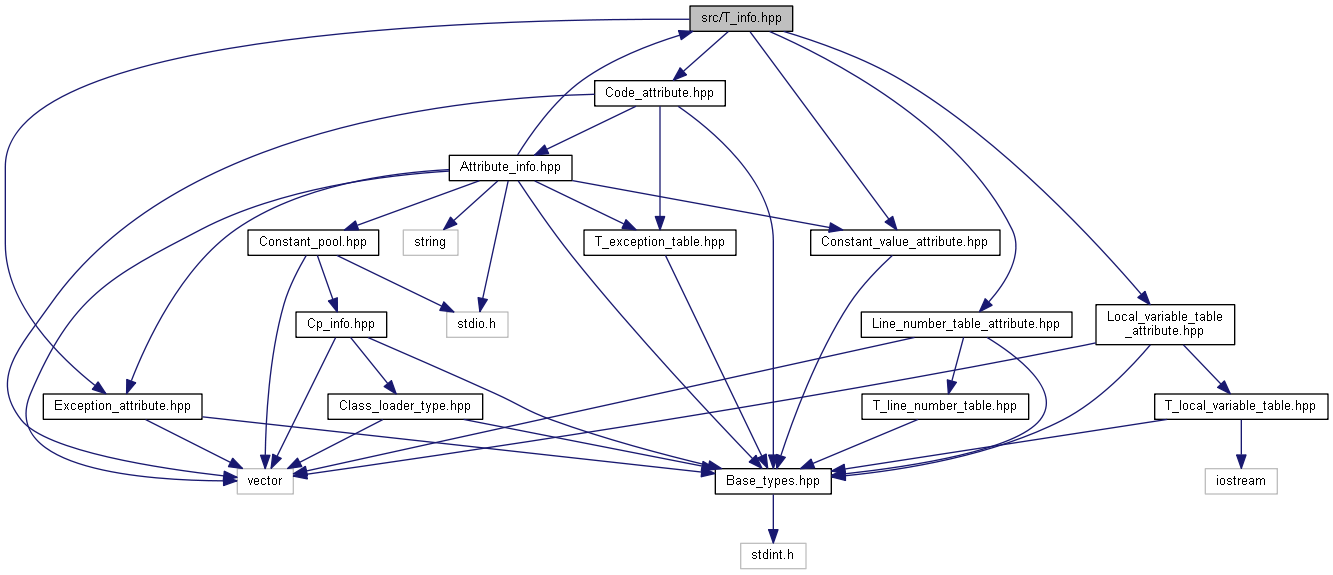 src/T_info.hpp
Code_attribute.hpp
Attribute_info.hpp
Constant_pool.hpp
string
T_exception_table.hpp
Constant_value_attribute.hpp
Cp_info.hpp
stdio.h
Line_number_table_attribute.hpp
Local_variable_table
_attribute.hpp
Exception_attribute.hpp
Class_loader_type.hpp
T_line_number_table.hpp
T_local_variable_table.hpp
vector
Base_types.hpp
iostream
stdint.h